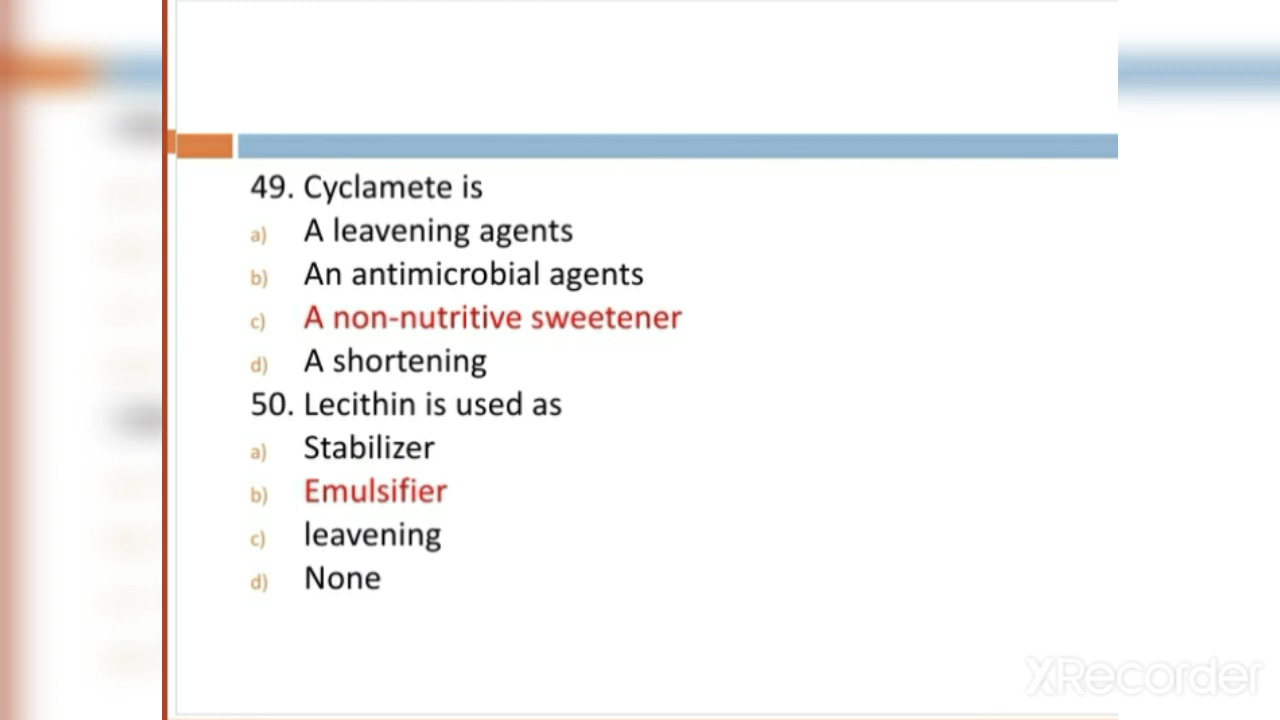 49. Cyclamete is
a) A leavening agents
b) An antimicrobial agents
c) A non-nutritive sweetener
d) A shortening
50. Lecithin is used as
a) Stabilizer
b) Emulsifier
c) leavening
d) None
XRecorder